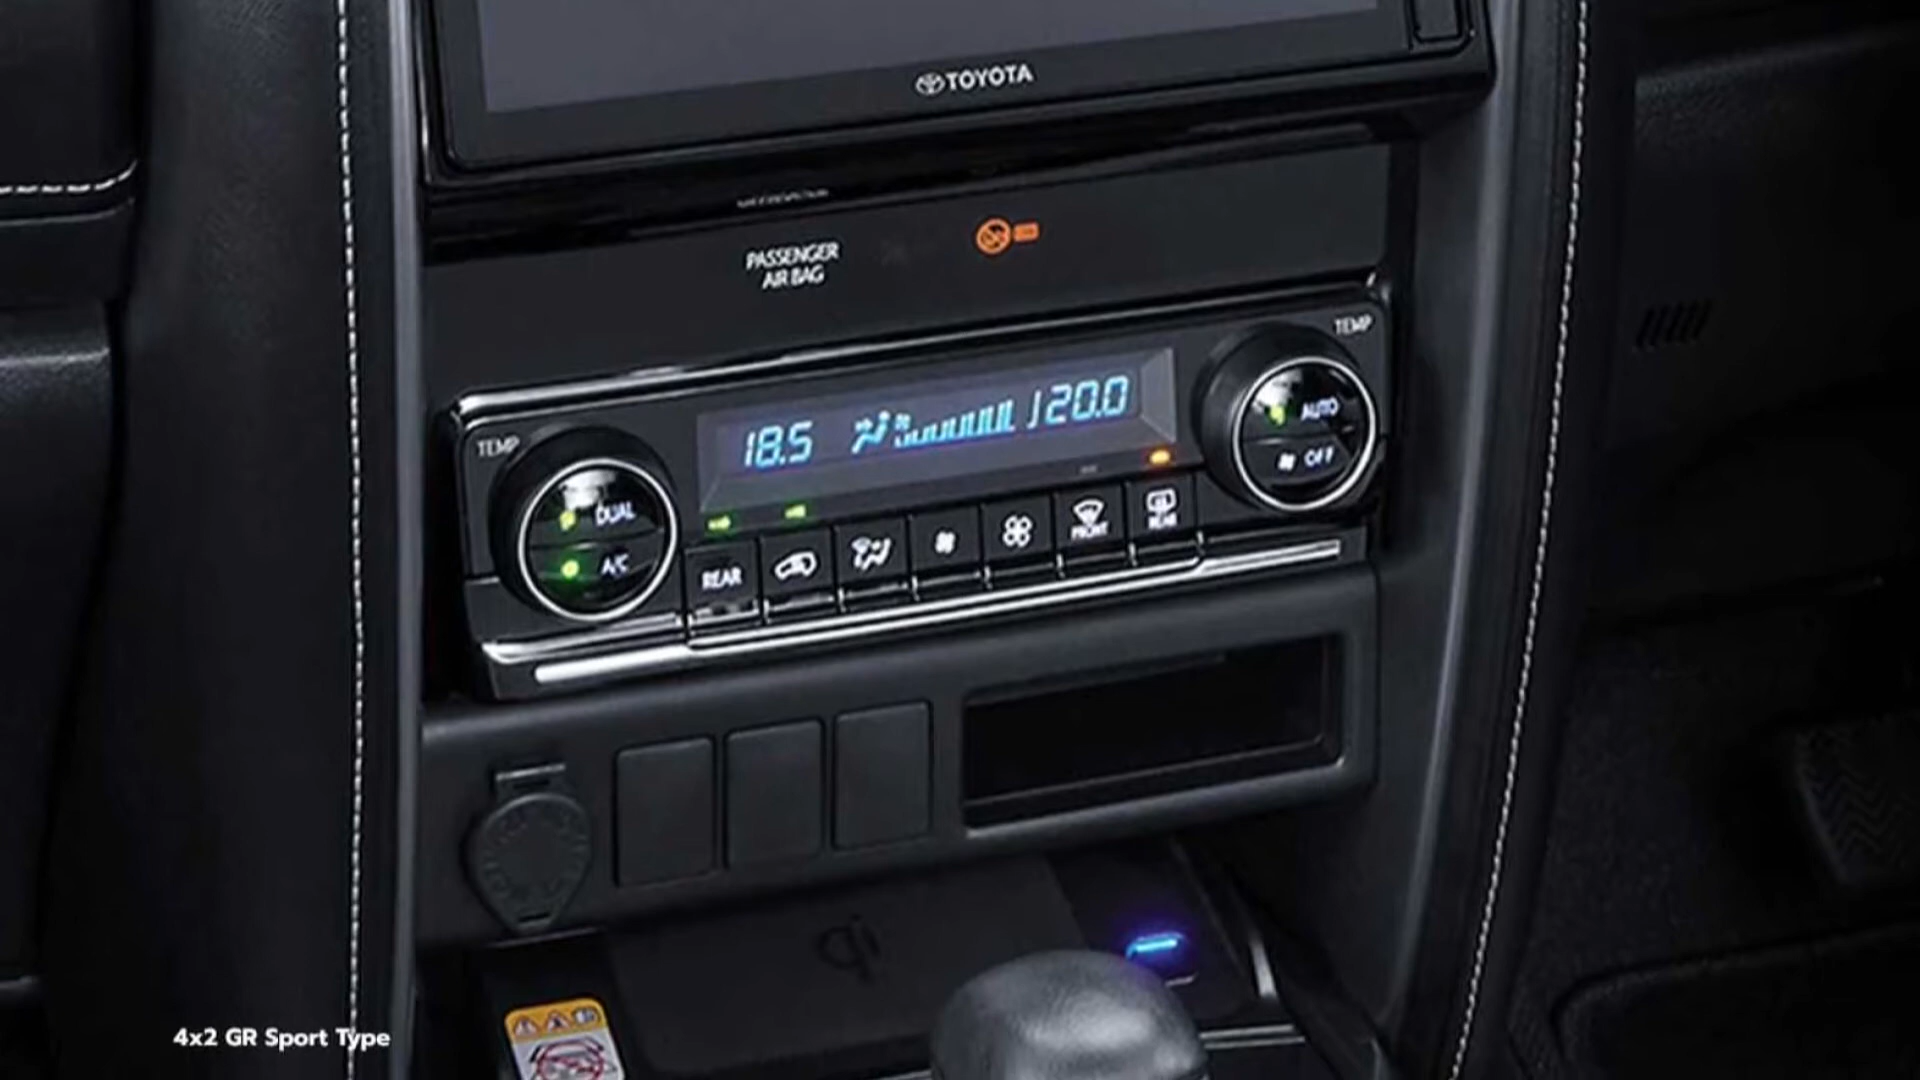 TOYOTA
PASSENGER
AIR BAG
TEMP
18.5
20.0
TEMP
AUTO
OFF
DUAL
A/C
REAR
FRONT
REAR
qi
4x2 GR Sport Type